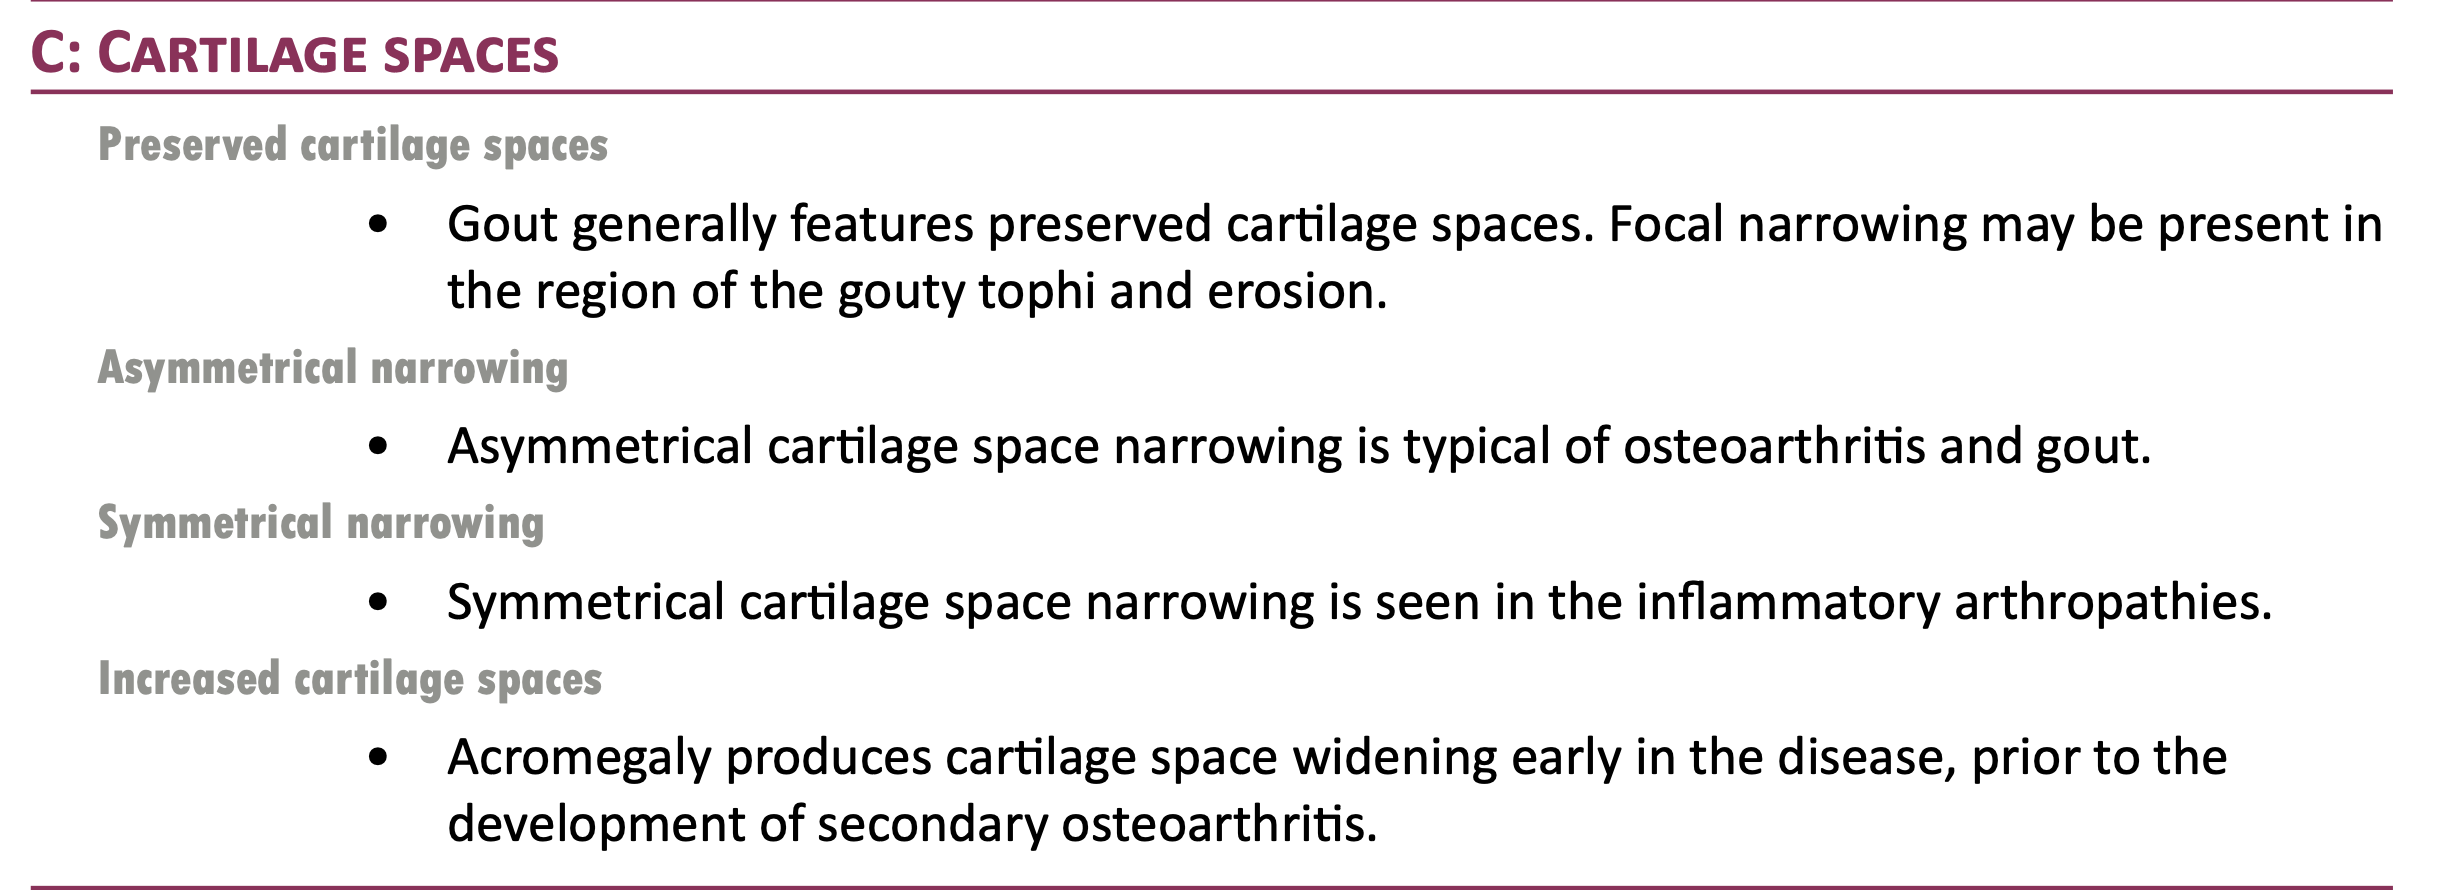 C: CARTILAGE SPACES
Preserved cartilage spaces
• Gout generally features preserved cartilage spaces. Focal narrowing may be present in
the region of the gouty tophi and erosion.
Asymmetrical narrowing
• Asymmetrical cartilage space narrowing is typical of osteoarthritis and gout.
Symmetrical narrowing
• Symmetrical cartilage space narrowing is seen in the inflammatory arthropathies.
Increased cartilage spaces
• Acromegaly produces cartilage space widening early in the disease, prior to the
development of secondary osteoarthritis.